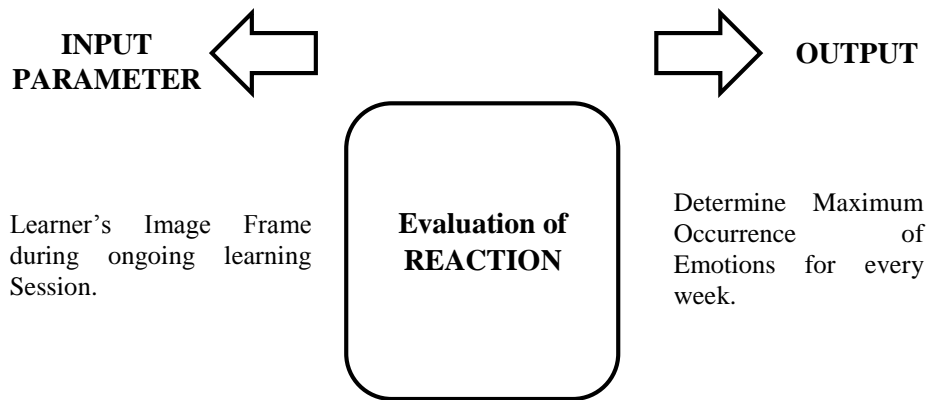 INPUT
PARAMETER
OUTPUT
Learner's Image Frame
during ongoing learning
Session.
Evaluation of
REACTION
Determine Maximum
Occurrence of
Emotions for every
week.